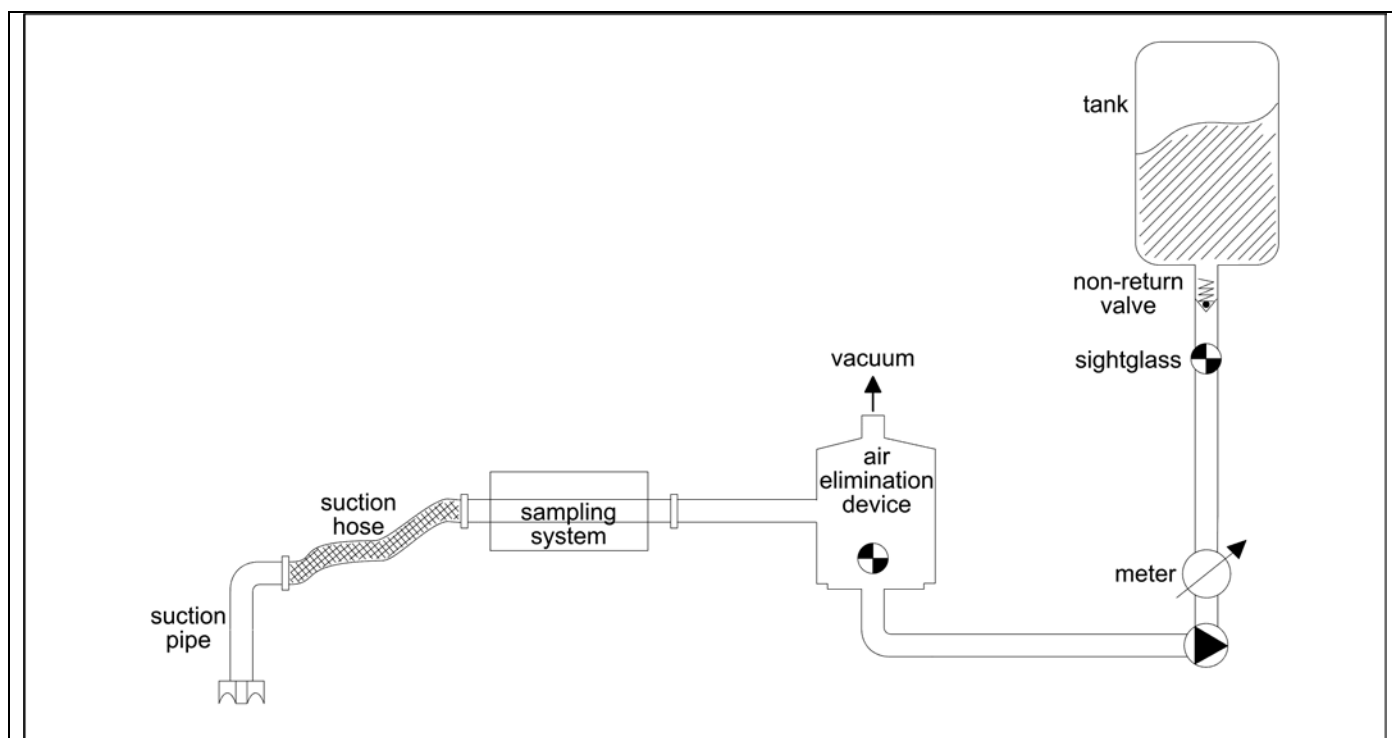 tank
non-return
valve
sightglass
vacuum
air
elimination
device
suction
hose
sampling
system
meter
suction
pipe